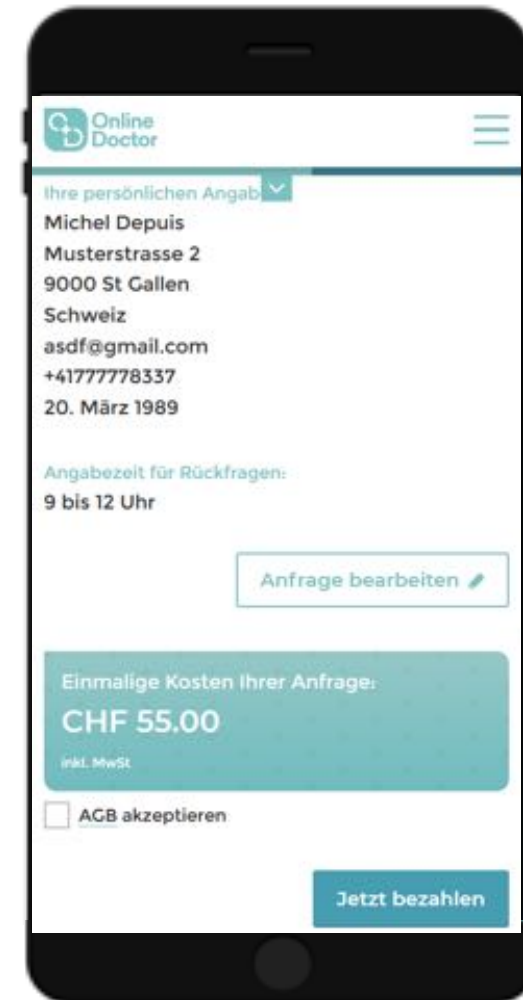 Online
Doctor
Ihre persönlichen Angab
Michel Depuis
Musterstrasse 2
9000 St Gallen
Schweiz
asdf@gmail.com
+41777778337
20. März 1989
Angabezeit für Rückfragen:
9 bis 12 Uhr
Anfrage bearbeiten
Einmalige Kosten Ihrer Anfrage:
CHF 55.00
inkl. MwSt
AGB akzeptieren
Jetzt bezahlen